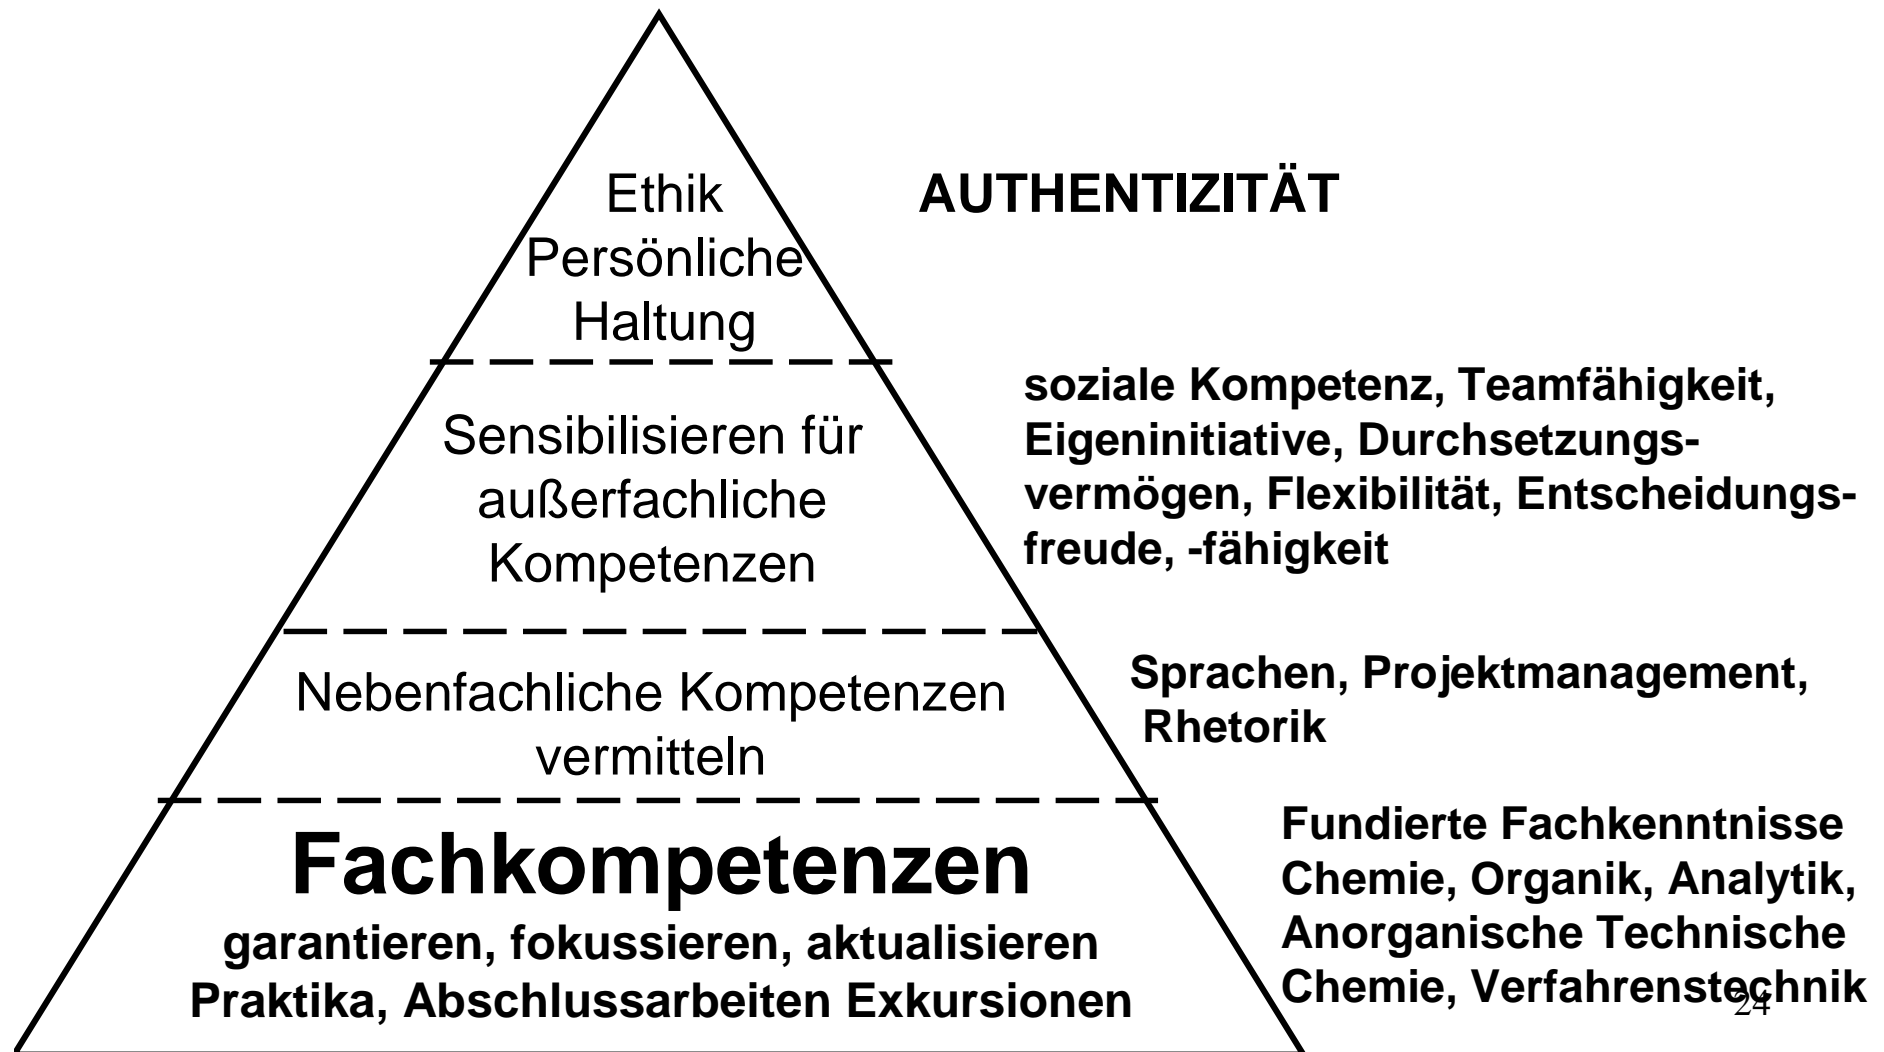 Ethik
Persönliche
Haltung
AUTHENTIZITÄT
Sensibilisieren für
außerfachliche
Kompetenzen
soziale Kompetenz, Teamfähigkeit,
Eigeninitiative, Durchsetzungs-
vermögen, Flexibilität, Entscheidungs-
freude, -fähigkeit
Nebenfachliche Kompetenzen
vermitteln
Sprachen, Projektmanagement,
Rhetorik
Fachkompetenzen
garantieren, fokussieren, aktualisieren
Praktika, Abschlussarbeiten Exkursionen
Fundierte Fachkenntnisse
Chemie, Organik, Analytik,
Anorganische Technische
Chemie, Verfahrenstechnik
24